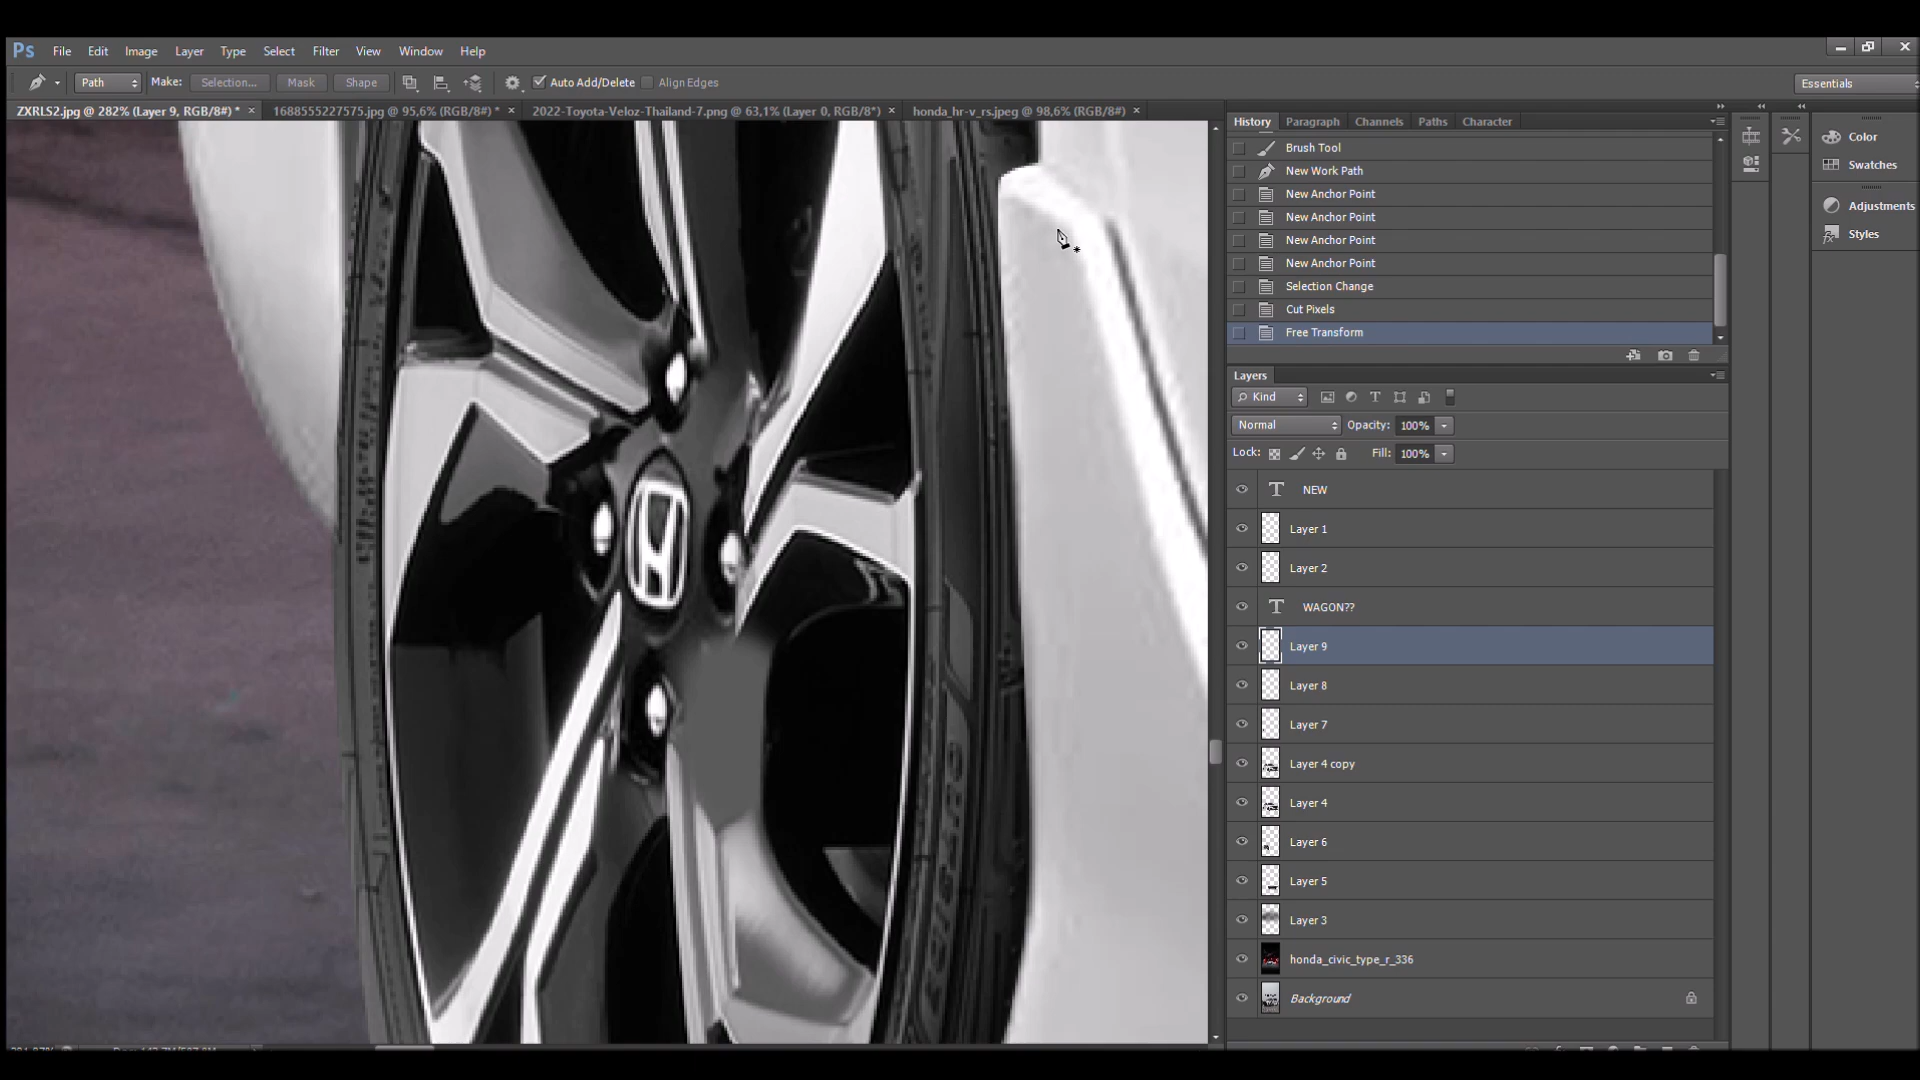 Ps File Edit Image Layer Type Select Filter View Window Help
Path Make: Selection... Mask Shape Auto Add/Delete Align Edges Essentials
ZXRLS2.jpg @ 282% (Layer 9, RGB/8#) * × 1688555227575.jpg @ 95,6% (RGB/8#) * × 2022-Toyota-Veloz-Thailand-7.png @ 63,1% (Layer 0, RGB/8*) × honda_hr-v_rs.jpeg @ 98,6% (RGB/8#) ×
History Paragraph Channels Paths Character
Brush Tool
New Work Path
New Anchor Point
New Anchor Point
New Anchor Point
New Anchor Point
Selection Change
Cut Pixels
Free Transform
Color
Swatches
Adjustments
Styles
Layers
Kind
Normal Opacity: 100%
Lock: Fill: 100%
NEW
Layer 1
Layer 2
WAGON??
Layer 9
Layer 8
Layer 7
Layer 4 copy
Layer 4
Layer 6
Layer 5
Layer 3
honda_civic_type_r_336
Background